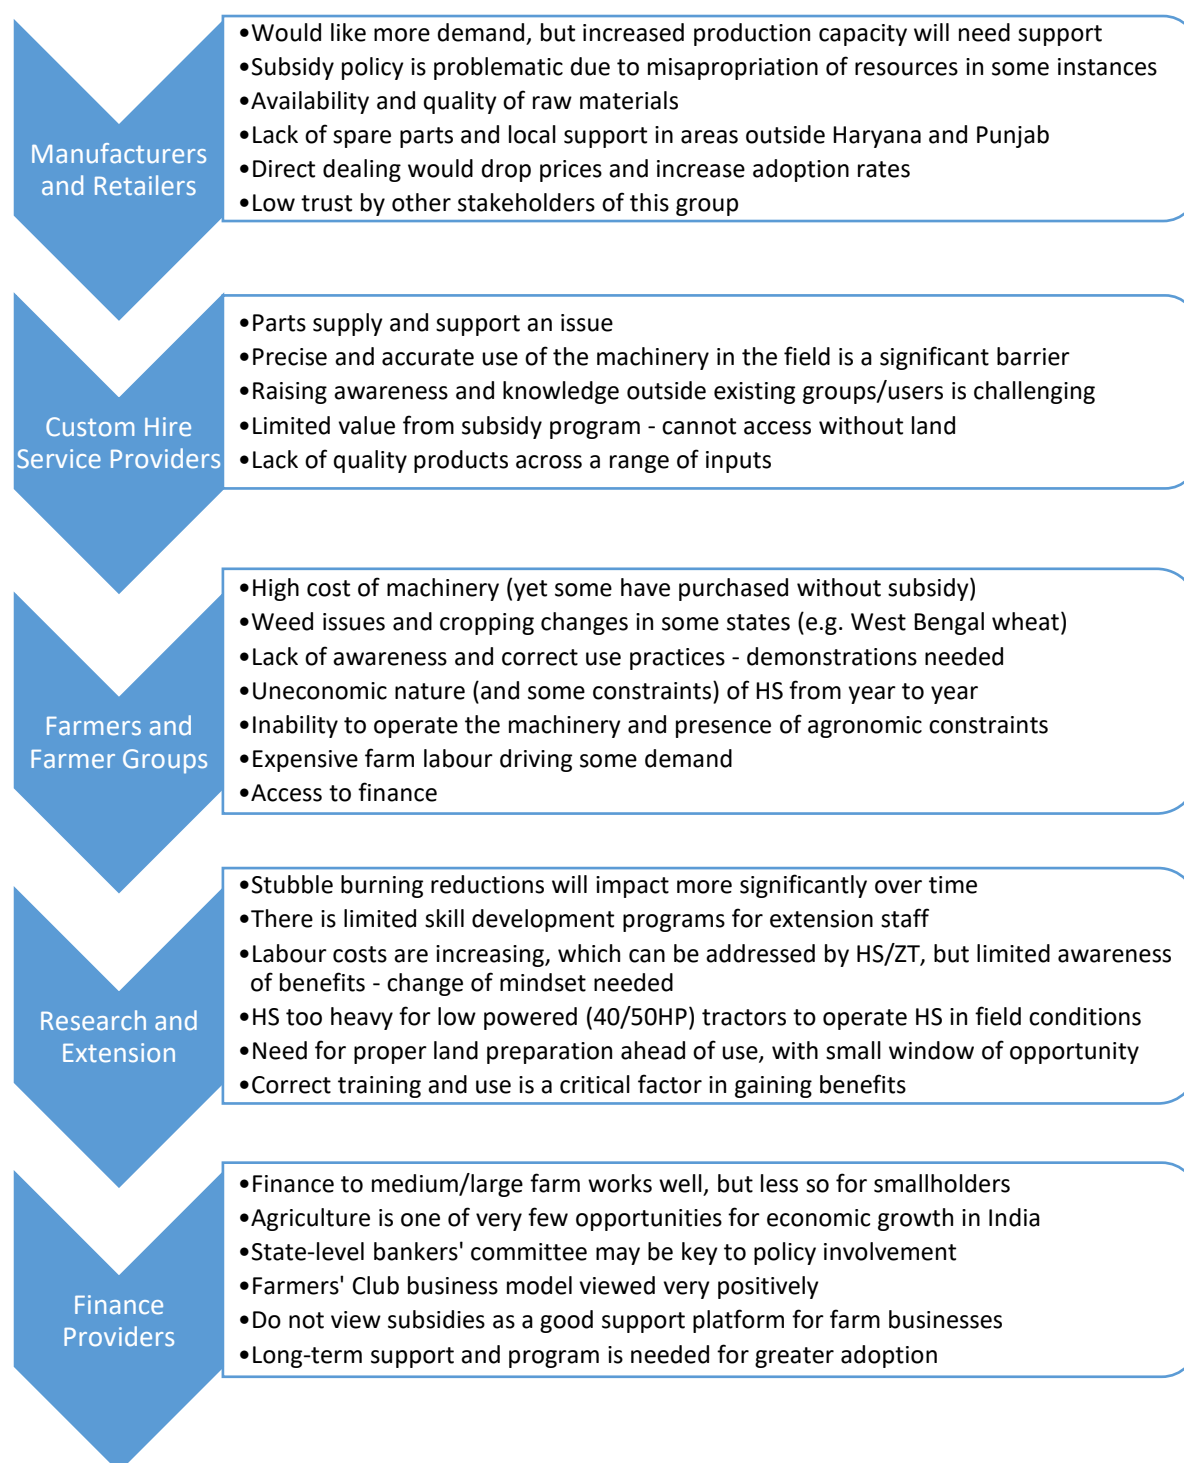 Manufacturers
and Retailers
•Would like more demand, but increased production capacity will need support
•Subsidy policy is problematic due to misapropriation of resources in some instances
•Availability and quality of raw materials
•Lack of spare parts and local support in areas outside Haryana and Punjab
•Direct dealing would drop prices and increase adoption rates
•Low trust by other stakeholders of this group
Custom Hire
Service Providers
•Parts supply and support an issue
•Precise and accurate use of the machinery in the field is a significant barrier
•Raising awareness and knowledge outside existing groups/users is challenging
•Limited value from subsidy program - cannot access without land
•Lack of quality products across a range of inputs
Farmers and
Farmer Groups
•High cost of machinery (yet some have purchased without subsidy)
•Weed issues and cropping changes in some states (e.g. West Bengal wheat)
•Lack of awareness and correct use practices - demonstrations needed
•Uneconomic nature (and some constraints) of HS from year to year
•Inability to operate the machinery and presence of agronomic constraints
•Expensive farm labour driving some demand
•Access to finance
Research and
Extension
•Stubble burning reductions will impact more significantly over time
•There is limited skill development programs for extension staff
•Labour costs are increasing, which can be addressed by HS/ZT, but limited awareness
of benefits - change of mindset needed
•HS too heavy for low powered (40/50HP) tractors to operate HS in field conditions
•Need for proper land preparation ahead of use, with small window of opportunity
•Correct training and use is a critical factor in gaining benefits
Finance
Providers
•Finance to medium/large farm works well, but less so for smallholders
•Agriculture is one of very few opportunities for economic growth in India
•State-level bankers' committee may be key to policy involvement
•Farmers' Club business model viewed very positively
•Do not view subsidies as a good support platform for farm businesses
•Long-term support and program is needed for greater adoption